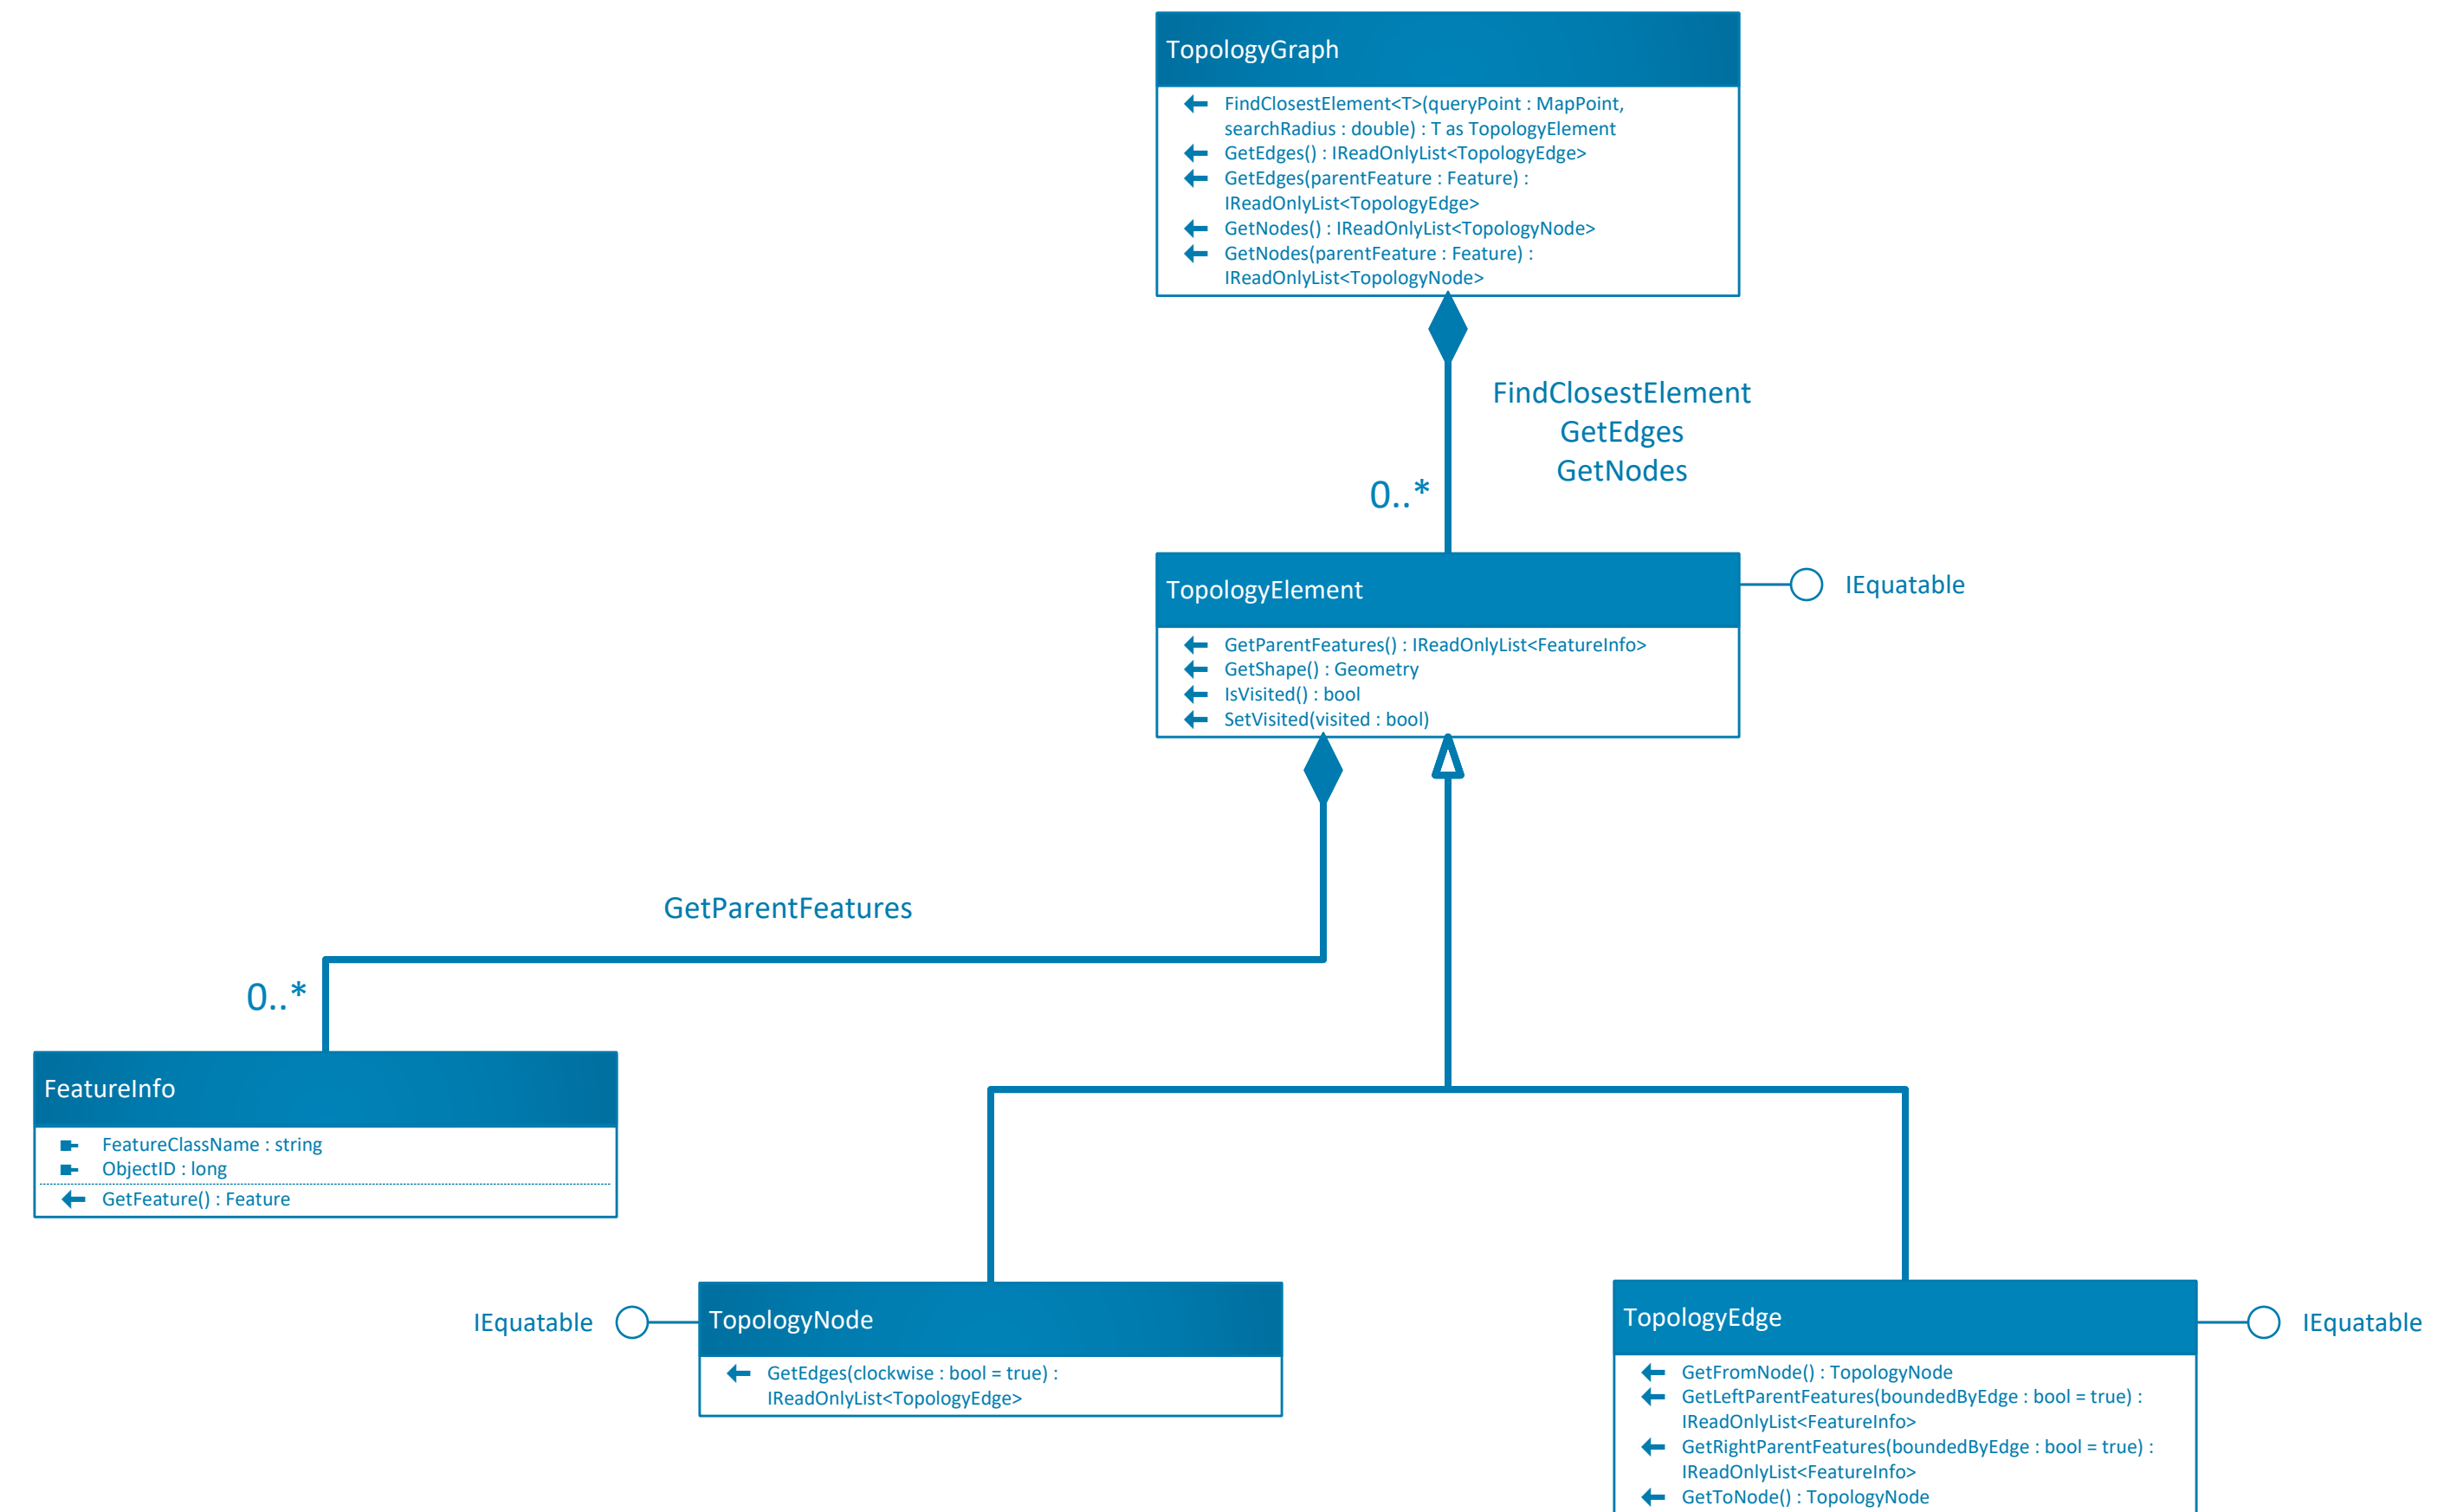 TopologyGraph
FindClosestElement<T>(queryPoint : MapPoint,
searchRadius : double) : T as TopologyElement
GetEdges() : IReadOnlyList<TopologyEdge>
GetEdges(parentFeature : Feature) :
IReadOnlyList<TopologyEdge>
GetNodes() : IReadOnlyList<TopologyNode>
GetNodes(parentFeature : Feature) :
IReadOnlyList<TopologyNode>
FindClosestElement
GetEdges
GetNodes
0..*
TopologyElement
IEquatable
GetParentFeatures() : IReadOnlyList<FeatureInfo>
GetShape() : Geometry
IsVisited() : bool
SetVisited(visited : bool)
GetParentFeatures
0..*
FeatureInfo
FeatureClassName : string
ObjectID : long
GetFeature() : Feature
IEquatable
TopologyNode
GetEdges(clockwise : bool = true) :
IReadOnlyList<TopologyEdge>
TopologyEdge
IEquatable
GetFromNode() : TopologyNode
GetLeftParentFeatures(boundedByEdge : bool = true) :
IReadOnlyList<FeatureInfo>
GetRightParentFeatures(boundedByEdge : bool = true) :
IReadOnlyList<FeatureInfo>
GetToNode() : TopologyNode